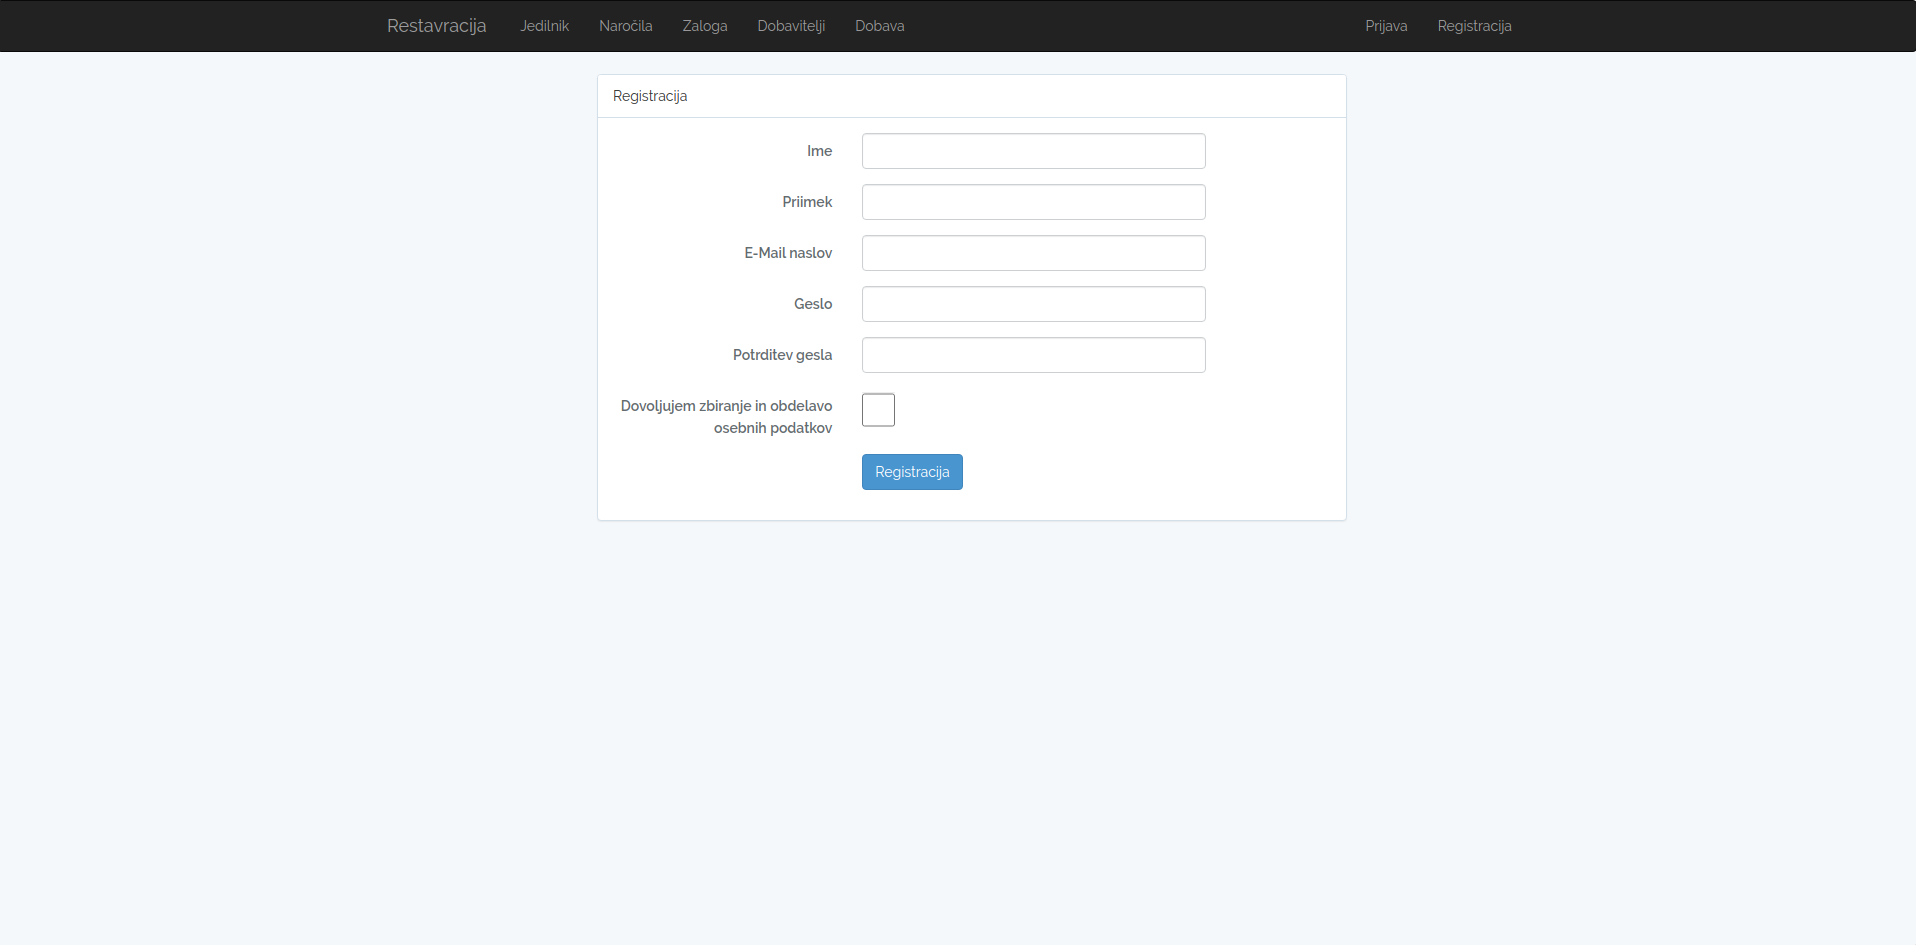 Restavracija Jedilnik Naročila Zaloga Dobavitelji Dobava Prijava Registracija
Registracija
Ime
Priimek
E-Mail naslov
Geslo
Potrditev gesla
Dovoljujem zbiranje in obdelavo
osebnih podatkov
Registracija